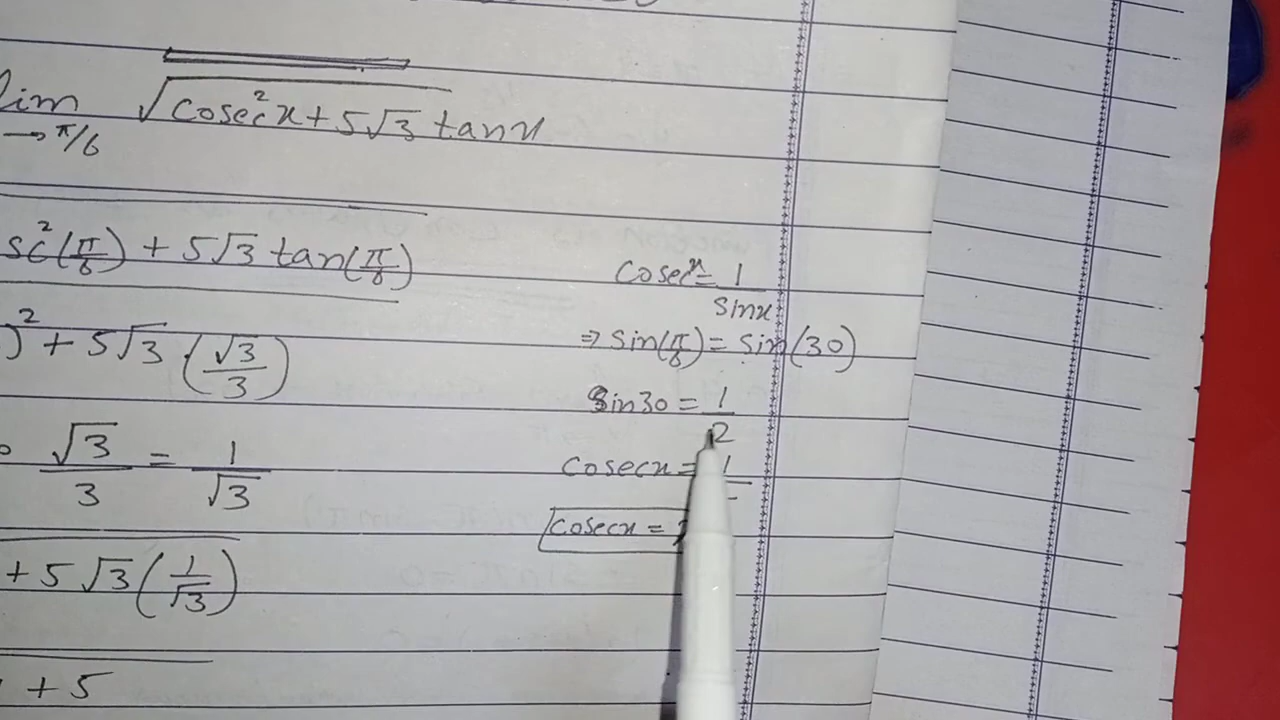 lim √cosec²x + 5√3 tanx
→ π/6
sc²(π/6) + 5√3 tan(π/6)
)² + 5√3 (√3/3)
√3/3 = 1/√3
+ 5√3 (1/√3)
+ 5
cosecx = 1/sinx
⇒ sin(π/6) = sin(30)
Sin30 = 1/2
cosecx = 1
cosecx =